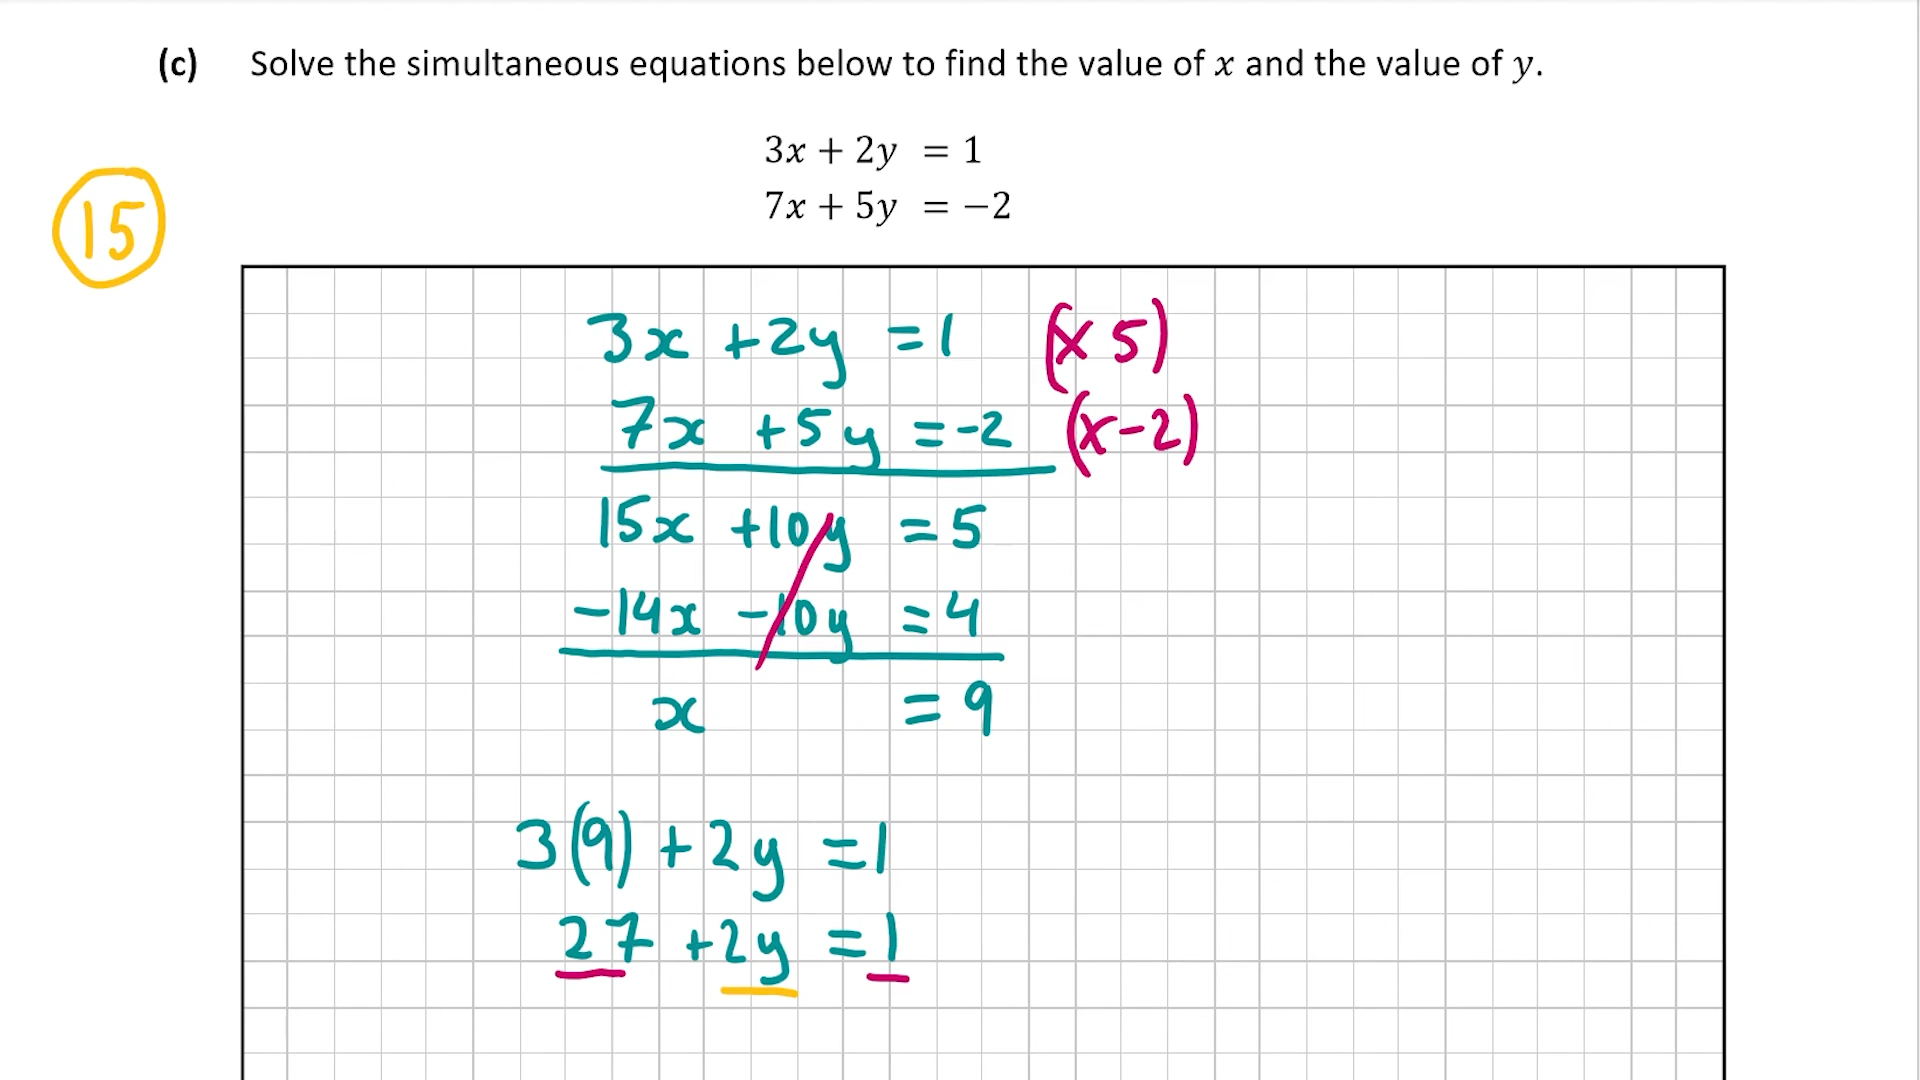 (c) Solve the simultaneous equations below to find the value of x and the value of y.
3x + 2y = 1
7x + 5y = −2
15
3x + 2y = 1 (× 5)
7x + 5y = -2 (x -2)
15x + 10y = 5
-14x - 10y = 4
x = 9
3(9) + 2y = 1
27 + 2y = 1